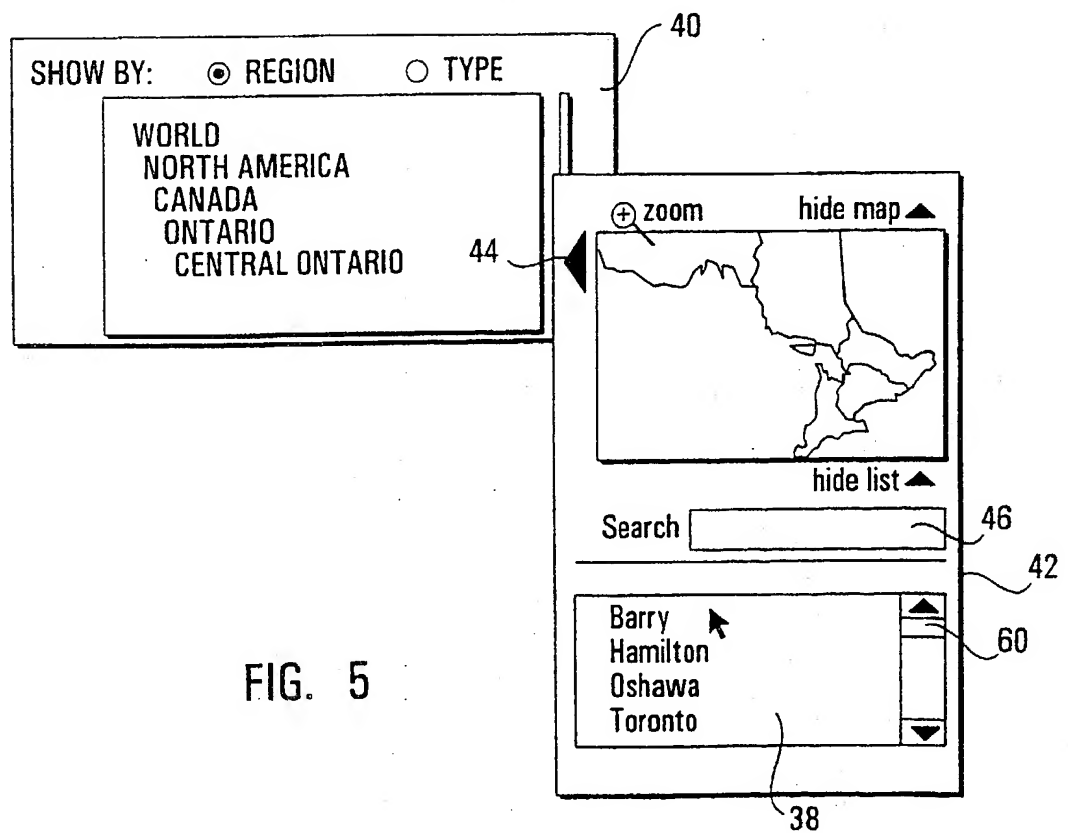 40
SHOW BY: REGION TYPE
WORLD
NORTH AMERICA
CANADA
ONTARIO
CENTRAL ONTARIO
44
zoom hide map
hide list
Search
46
42
Barry
Hamilton
Oshawa
Toronto
60
38
FIG. 5